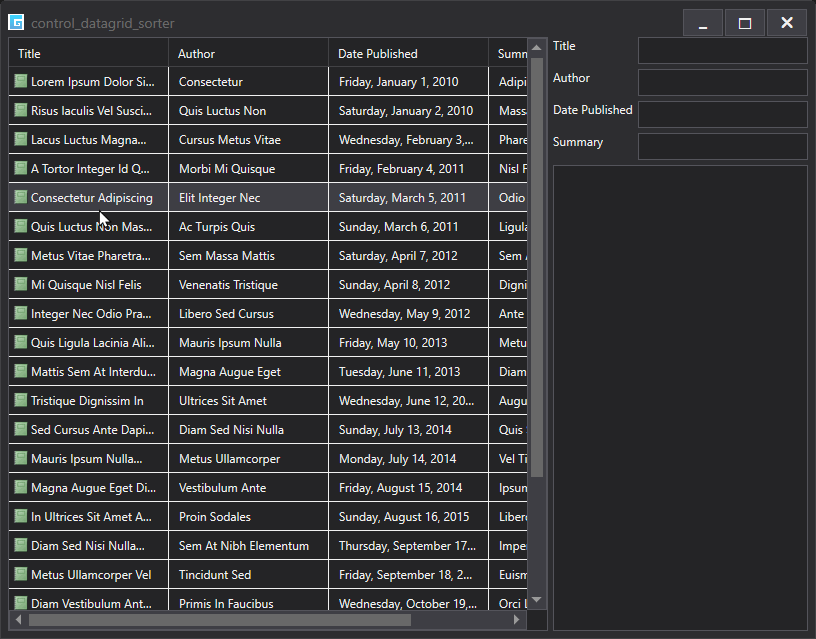 control_datagrid_sorter
Title Author Date Published Summ
Lorem Ipsum Dolor Si... Consectetur Friday, January 1, 2010 Adipi
Risus Iaculis Vel Susci... Quis Luctus Non Saturday, January 2, 2010 Mass
Lacus Luctus Magna... Cursus Metus Vitae Wednesday, February 3,... Phare
A Tortor Integer Id Q... Morbi Mi Quisque Friday, February 4, 2011 Nisl F
Consectetur Adipiscing Elit Integer Nec Saturday, March 5, 2011 Odio
Quis Luctus Non Mas... Ac Turpis Quis Sunday, March 6, 2011 Ligula
Metus Vitae Pharetra... Sem Massa Mattis Saturday, April 7, 2012 Sem A
Mi Quisque Nisl Felis Venenatis Tristique Sunday, April 8, 2012 Digni
Integer Nec Odio Pra... Libero Sed Cursus Wednesday, May 9, 2012 Ante
Quis Ligula Lacinia Ali... Mauris Ipsum Nulla Friday, May 10, 2013 Metu
Mattis Sem At Interdu... Magna Augue Eget Tuesday, June 11, 2013 Diam
Tristique Dignissim In Ultrices Sit Amet Wednesday, June 12, 20... Augu
Sed Cursus Ante Dapi... Diam Sed Nisi Nulla Sunday, July 13, 2014 Quis
Mauris Ipsum Nulla... Metus Ullamcorper Monday, July 14, 2014 Vel Ti
Magna Augue Eget Di... Vestibulum Ante Friday, August 15, 2014 Ipsun
In Ultrices Sit Amet A... Proin Sodales Sunday, August 16, 2015 Liber
Diam Sed Nisi Nulla... Sem At Nibh Elementum Thursday, September 17... Impe
Metus Ullamcorper Vel Tincidunt Sed Friday, September 18, 2... Euism
Diam Vestibulum Ant... Primis In Faucibus Wednesday, October 19,... Orci L
Title
Author
Date Published
Summary